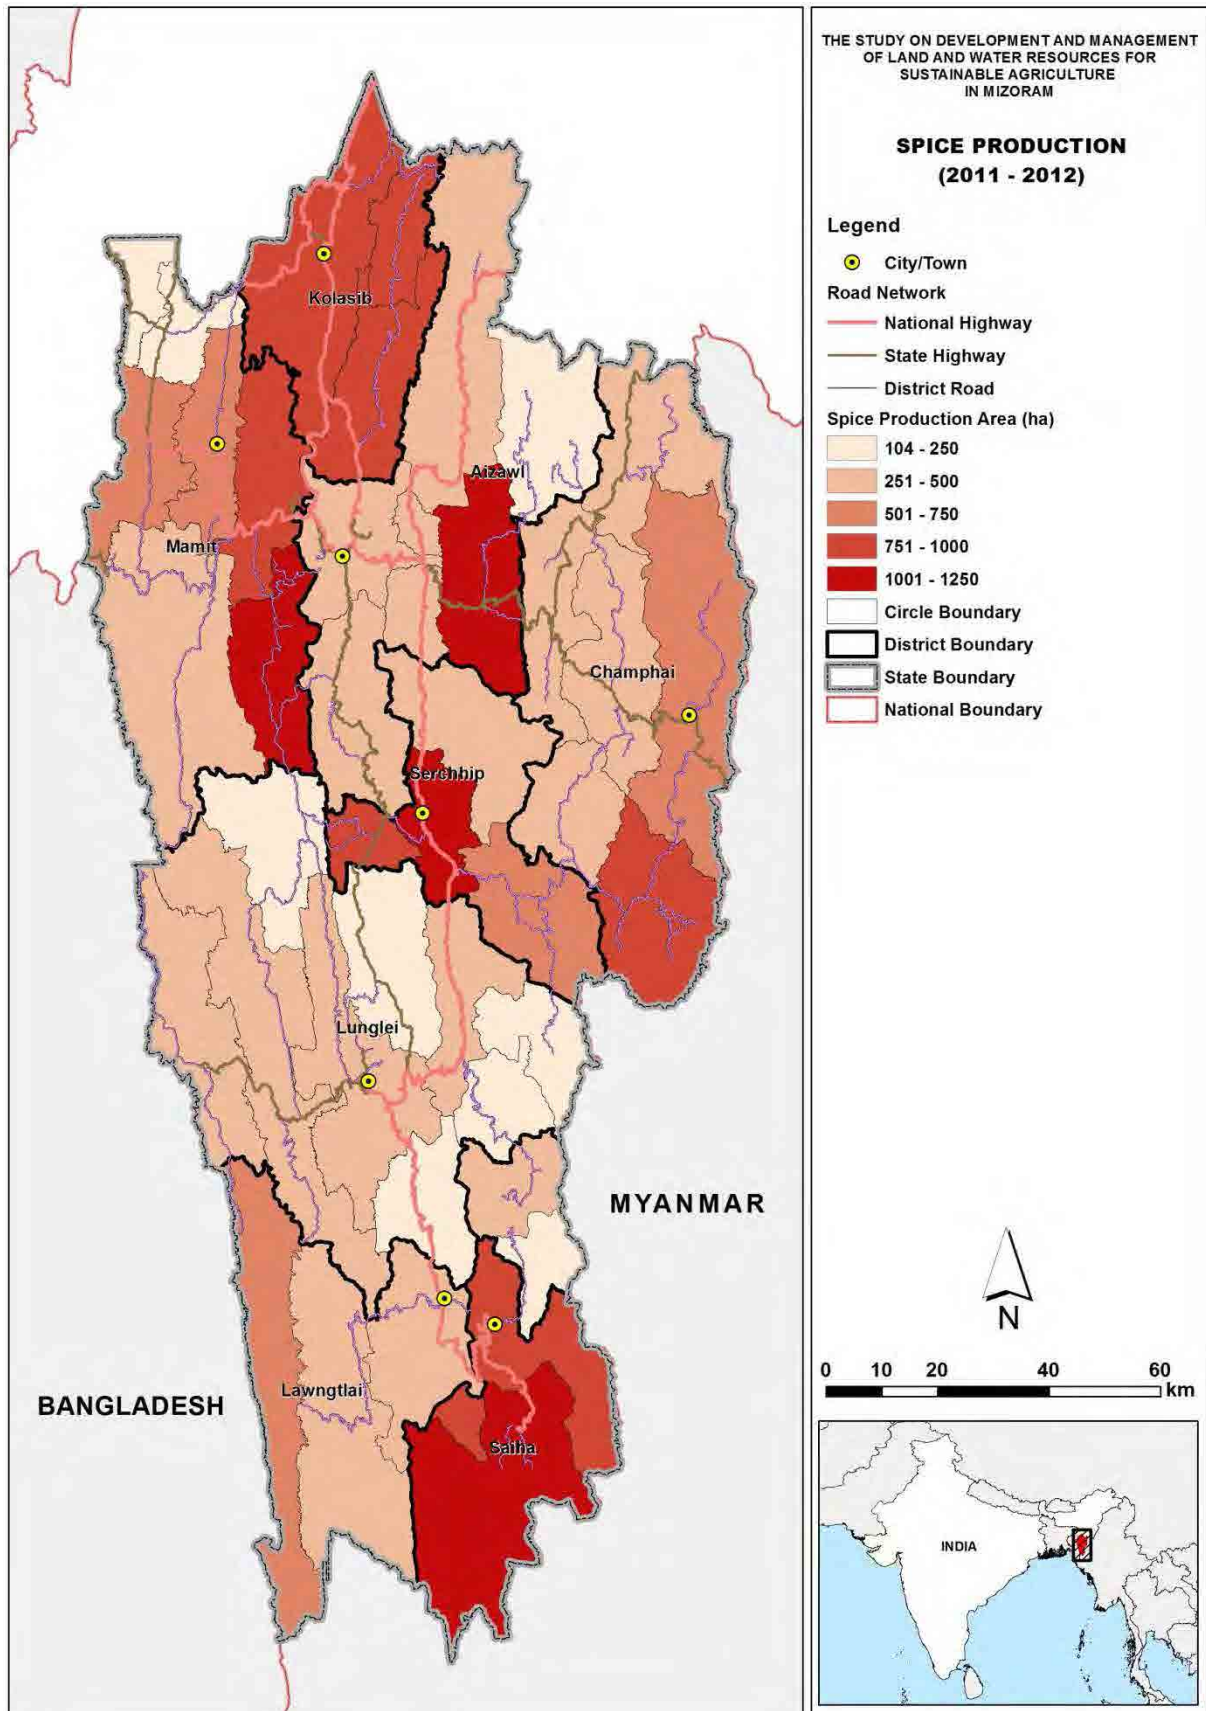 THE STUDY ON DEVELOPMENT AND MANAGEMENT
OF LAND AND WATER RESOURCES FOR
SUSTAINABLE AGRICULTURE
IN MIZORAM
SPICE PRODUCTION
(2011 - 2012)
Legend
City/Town
Road Network
National Highway
State Highway
District Road
Spice Production Area (ha)
104 - 250
251 - 500
501 - 750
751 - 1000
1001 - 1250
Circle Boundary
District Boundary
State Boundary
National Boundary
Kolasib
Aizawl
Mamit
Champhai
Serchhip
Lunglei
MYANMAR
BANGLADESH
Lawngtlai
Saiha
N
0 10 20 40 60
km
INDIA